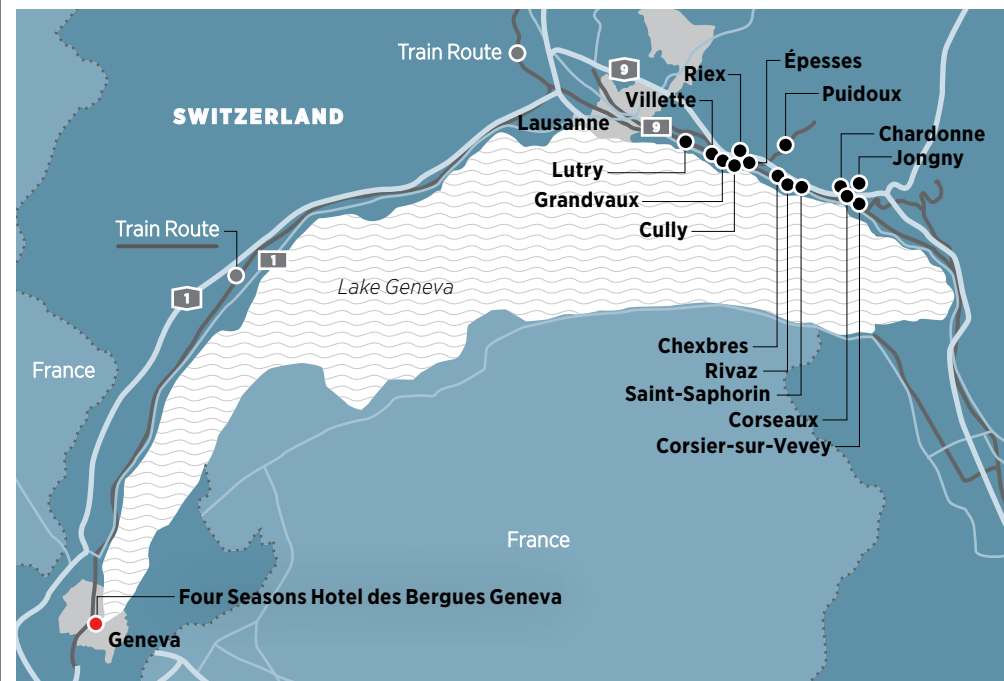 Train Route
9
Riex
Épesses
Villette
Puidoux
SWITZERLAND
Lausanne
9
Chardonne
Jongny
Lutry
Grandvaux
Cully
Train Route
1
Lake Geneva
1
France
Chexbres
Rivaz
Saint-Saphorin
Corseaux
Corsier-sur-Vevey
France
Four Seasons Hotel des Bergues Geneva
Geneva